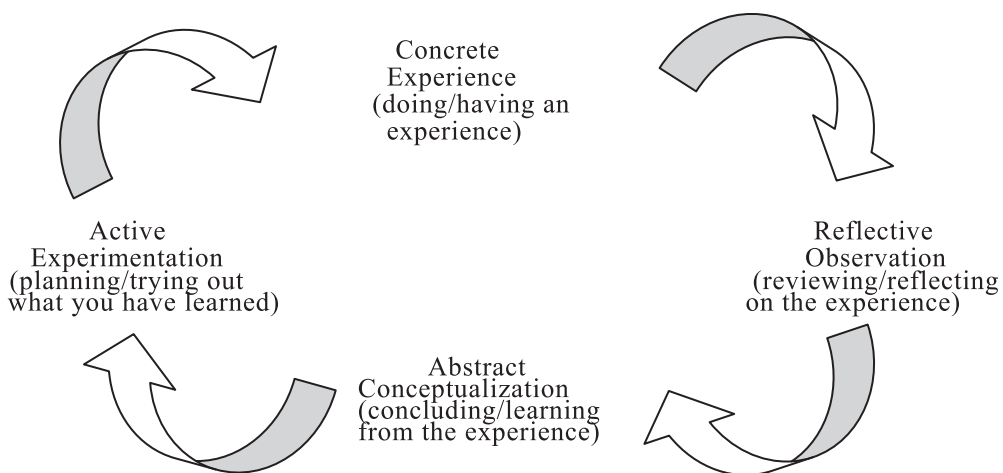 Concrete
Experience
(doing/having an
experience)
Reflective
Observation
(reviewing/reflecting
on the experience)
Abstract
Conceptualization
(concluding/learning
from the experience)
Active
Experimentation
(planning/trying out
what you have learned)